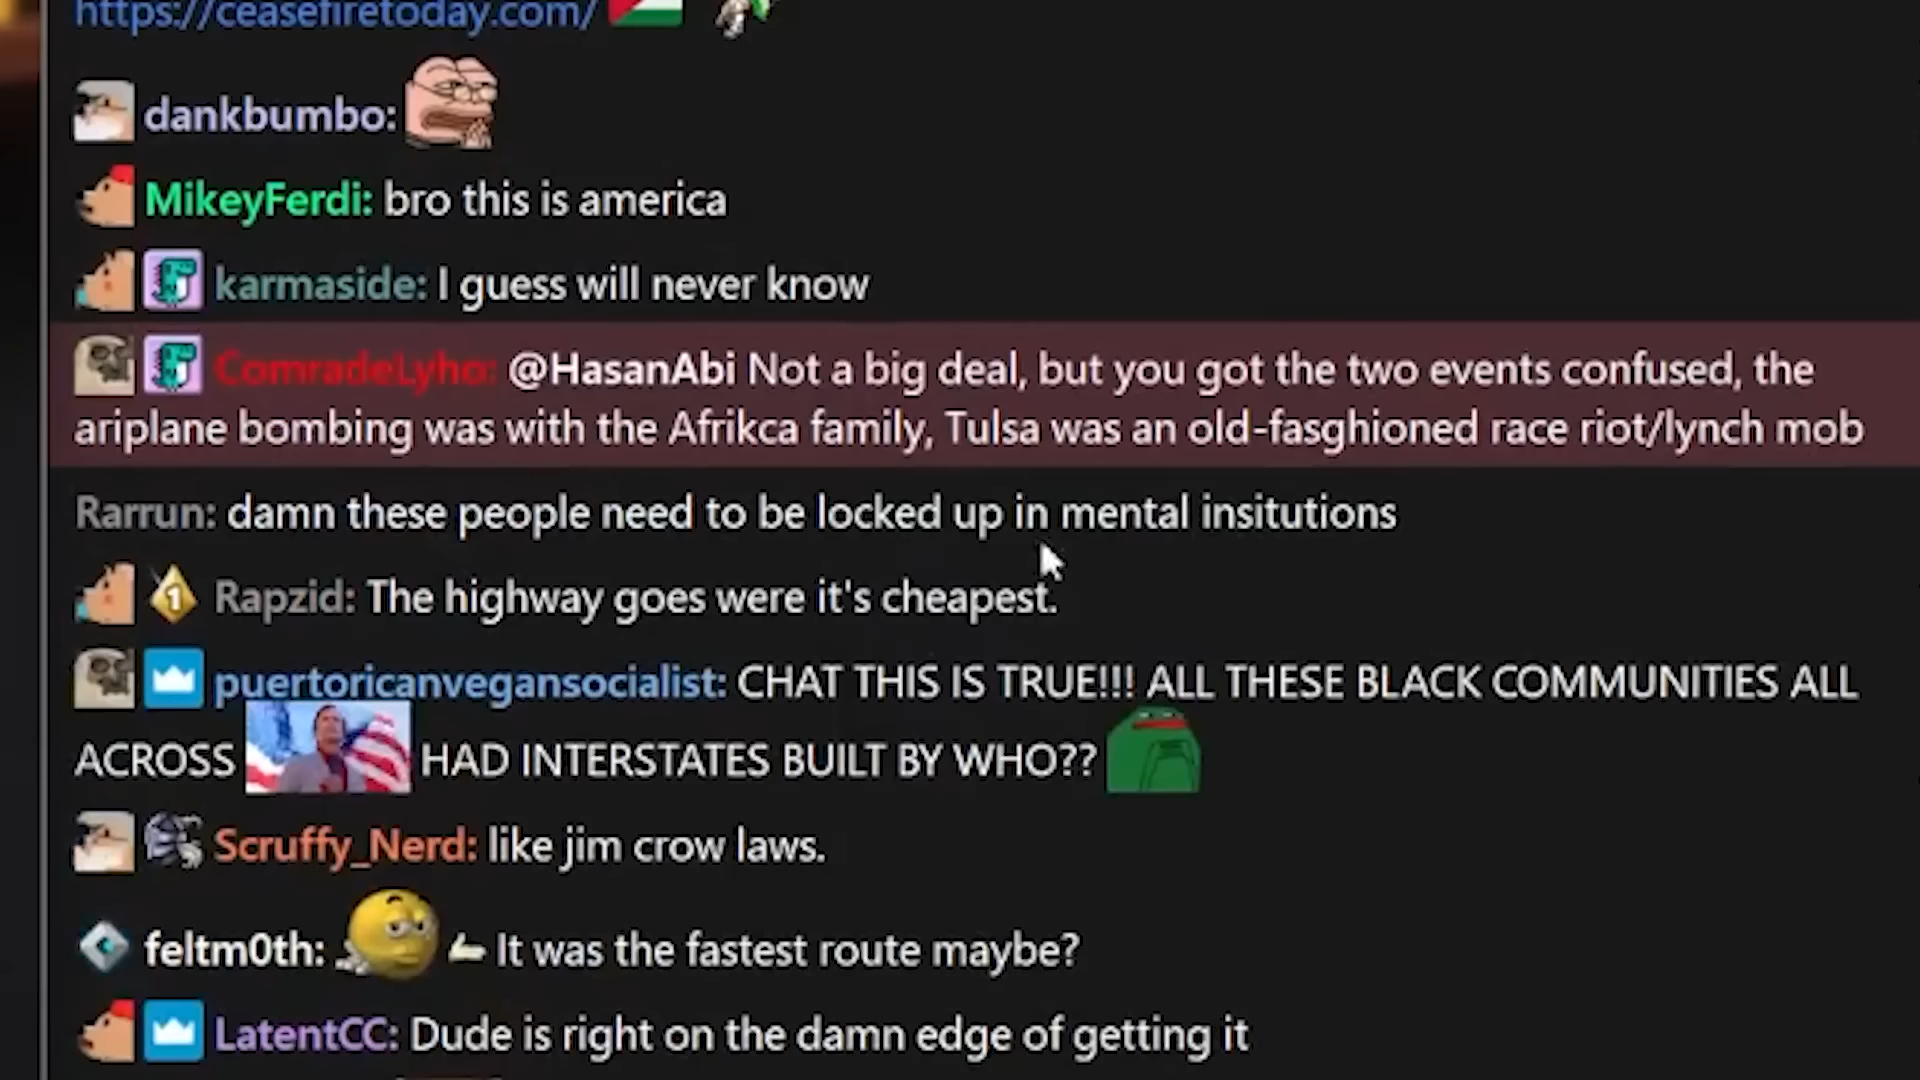 https://ceasefiretoday.com/
dankbumbo:
MikeyFerdi: bro this is america
karmaside: I guess will never know
ComradeLyho: @HasanAbi Not a big deal, but you got the two events confused, the
ariplane bombing was with the Afrikca family, Tulsa was an old-fasghioned race riot/lynch mob
Rarrun: damn these people need to be locked up in mental insitutions
1 Rapzid: The highway goes were it's cheapest.
puertoricanvegansocialist: CHAT THIS IS TRUE!!! ALL THESE BLACK COMMUNITIES ALL
ACROSS HAD INTERSTATES BUILT BY WHO??
Scruffy_Nerd: like jim crow laws.
feltm0th: It was the fastest route maybe?
LatentCC: Dude is right on the damn edge of getting it